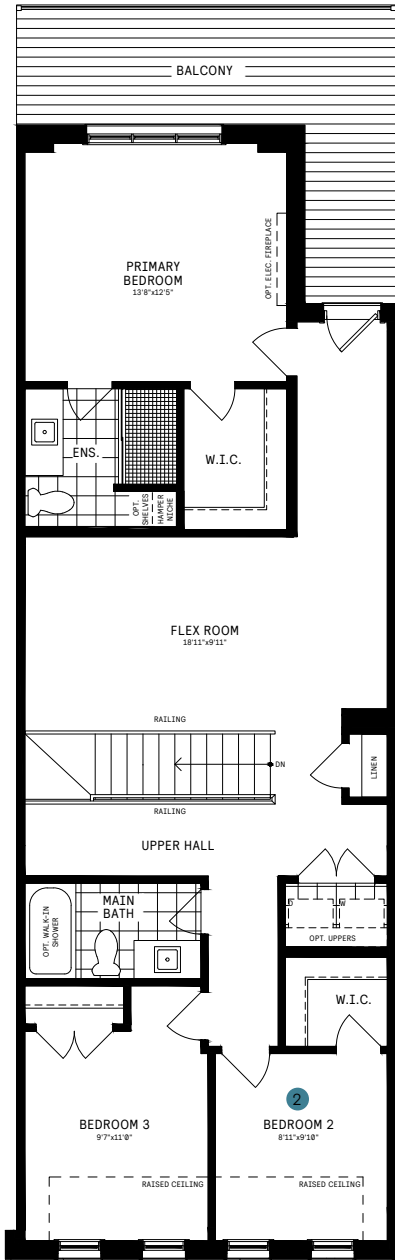 BALCONY
PRIMARY
BEDROOM
13'8"x12'5"
OPT. ELEC. FIREPLACE
ENS.
W.I.C.
OPT.
SHELVES
HAMPER
NICHE
FLEX ROOM
18'11"x9'11"
RAILING
DN
LINEN
RAILING
UPPER HALL
MAIN
BATH
OPT. WALK-IN
SHOWER
D
W
OPT. UPPERS
W.I.C.
2
BEDROOM 3
9'7"x11'0"
BEDROOM 2
8'11"x9'10"
RAISED CEILING
RAISED CEILING